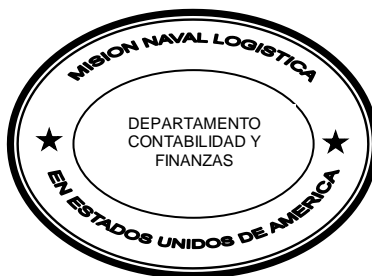 MISION NAVAL LOGISTICA
DEPARTAMENTO
CONTABILIDAD Y
FINANZAS
EN ESTADOS UNIDOS DE AMERICA